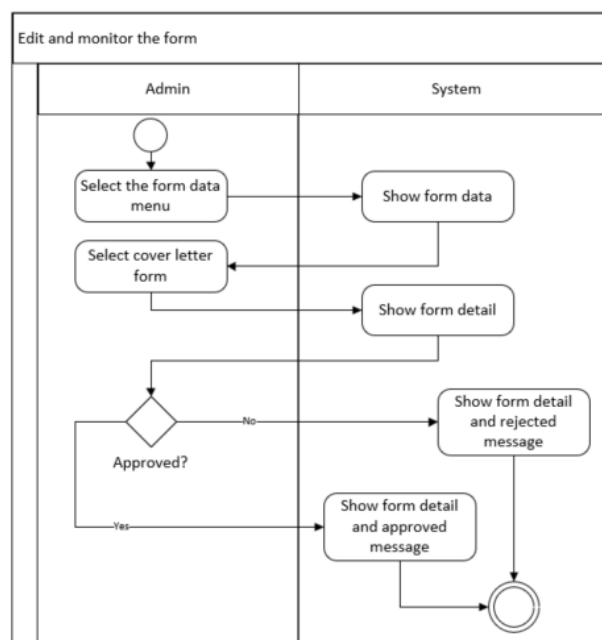 Edit and monitor the form
Admin
System
Select the form data
menu
Show form data
Select cover letter
form
Show form detail
Approved?
No
Show form detail
and rejected
message
Yes
Show form detail
and approved
message